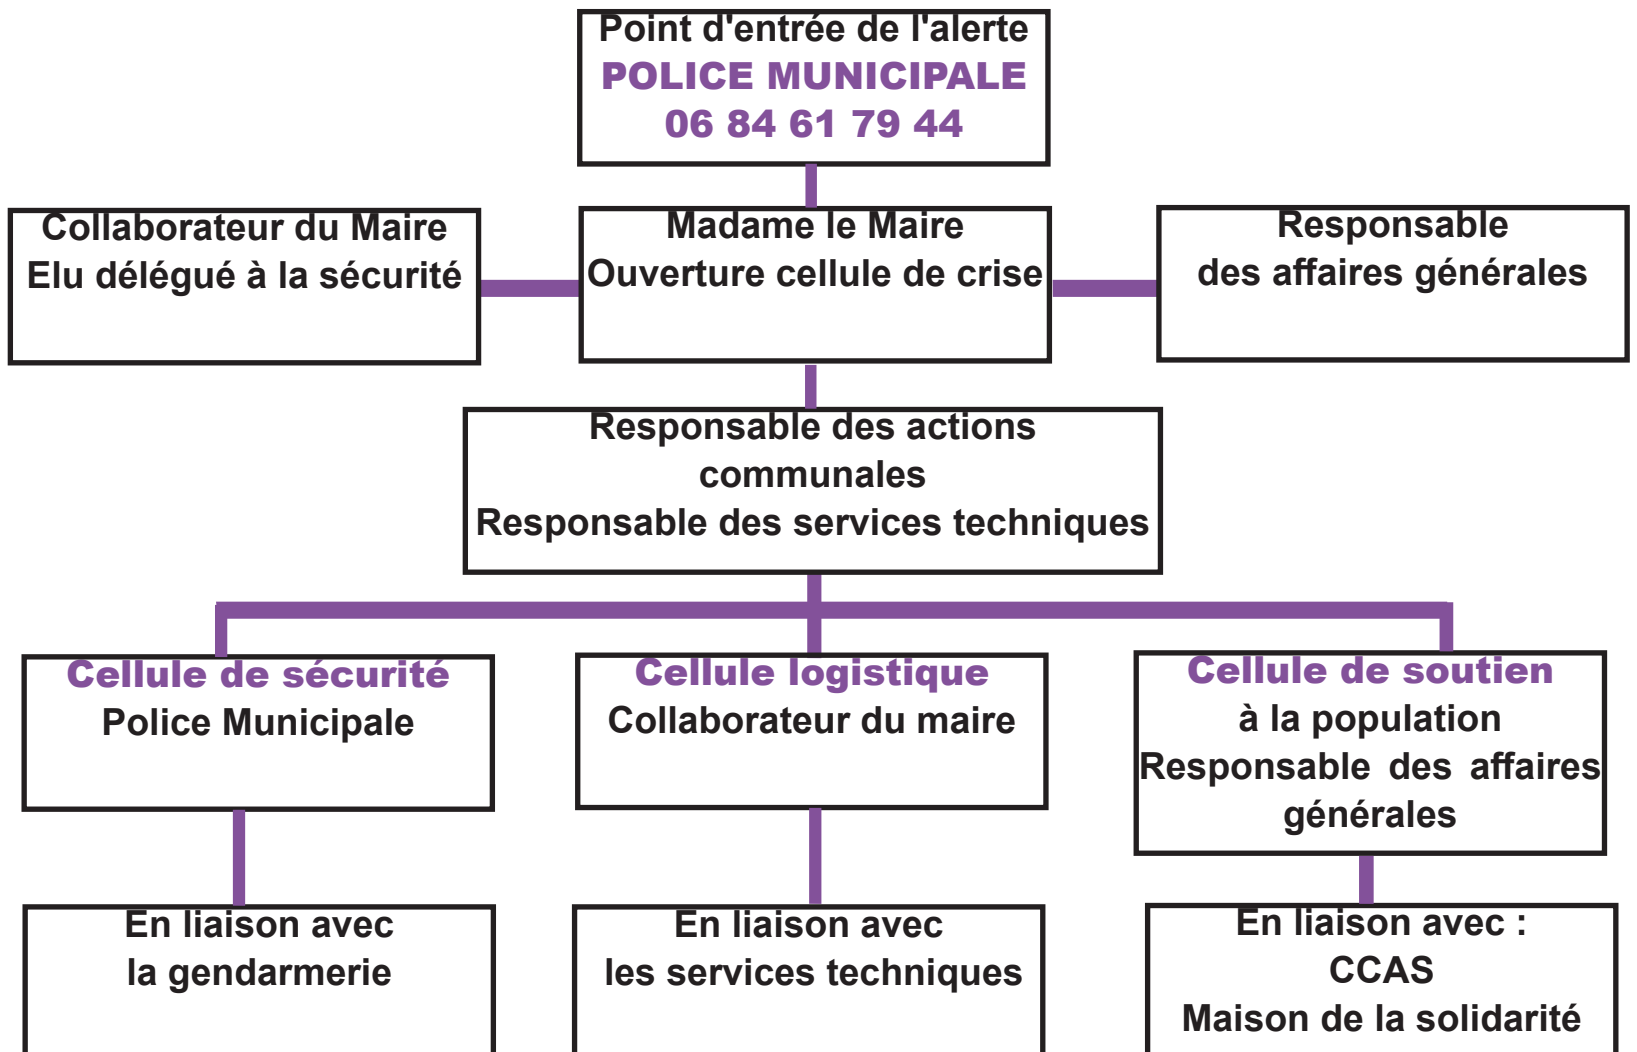 Point d'entrée de l'alerte
POLICE MUNICIPALE
06 84 61 79 44
Collaborateur du Maire
Elu délégué à la sécurité
Madame le Maire
Ouverture cellule de crise
Responsable
des affaires générales
Responsable des actions
communales
Responsable des services techniques
Cellule de sécurité
Police Municipale
Cellule logistique
Collaborateur du maire
Cellule de soutien
à la population
Responsable des affaires
générales
En liaison avec
la gendarmerie
En liaison avec
les services techniques
En liaison avec :
CCAS
Maison de la solidarité